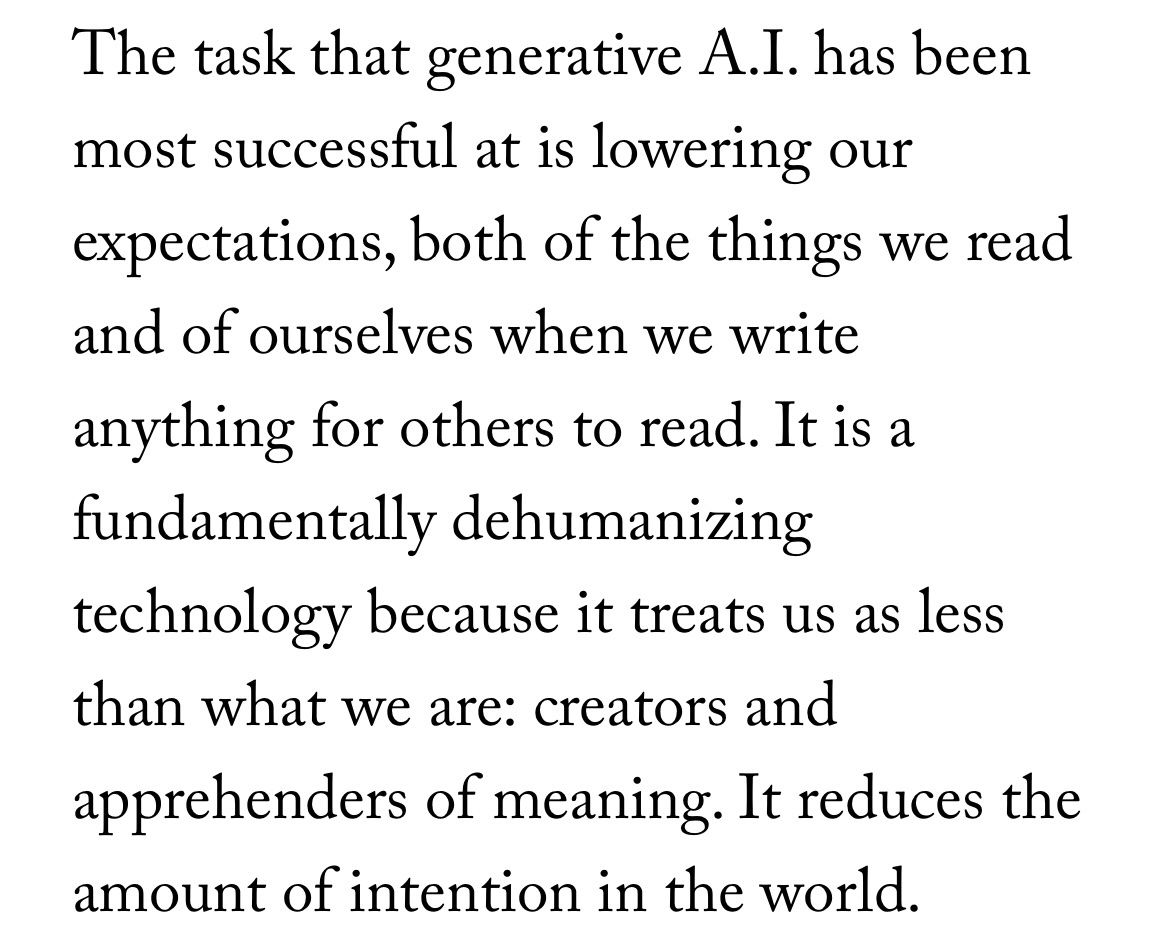 The task that generative A.I. has been
most successful at is lowering our
expectations, both of the things we read
and of ourselves when we write
anything for others to read. It is a
fundamentally dehumanizing
technology because it treats us as less
than what we are: creators and
apprehenders of meaning. It reduces the
amount of intention in the world.